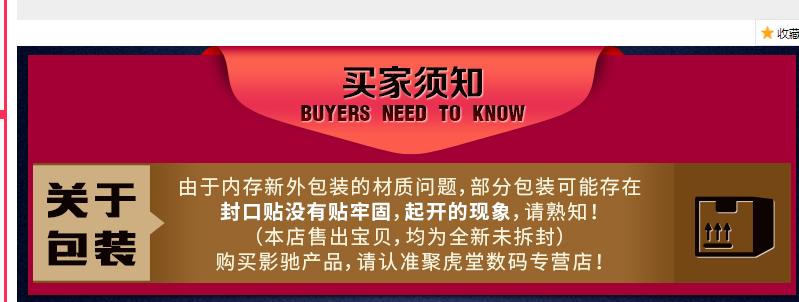 收藏
买家须知
BUYERS NEED TO KNOW
关于
包装
由于内存新外包装的材质问题,部分包装可能存在
封口贴没有贴牢固,起开的现象,请熟知!
(本店售出宝贝,均为全新未拆封)
购买影驰产品,请认准聚虎堂数码专营店!